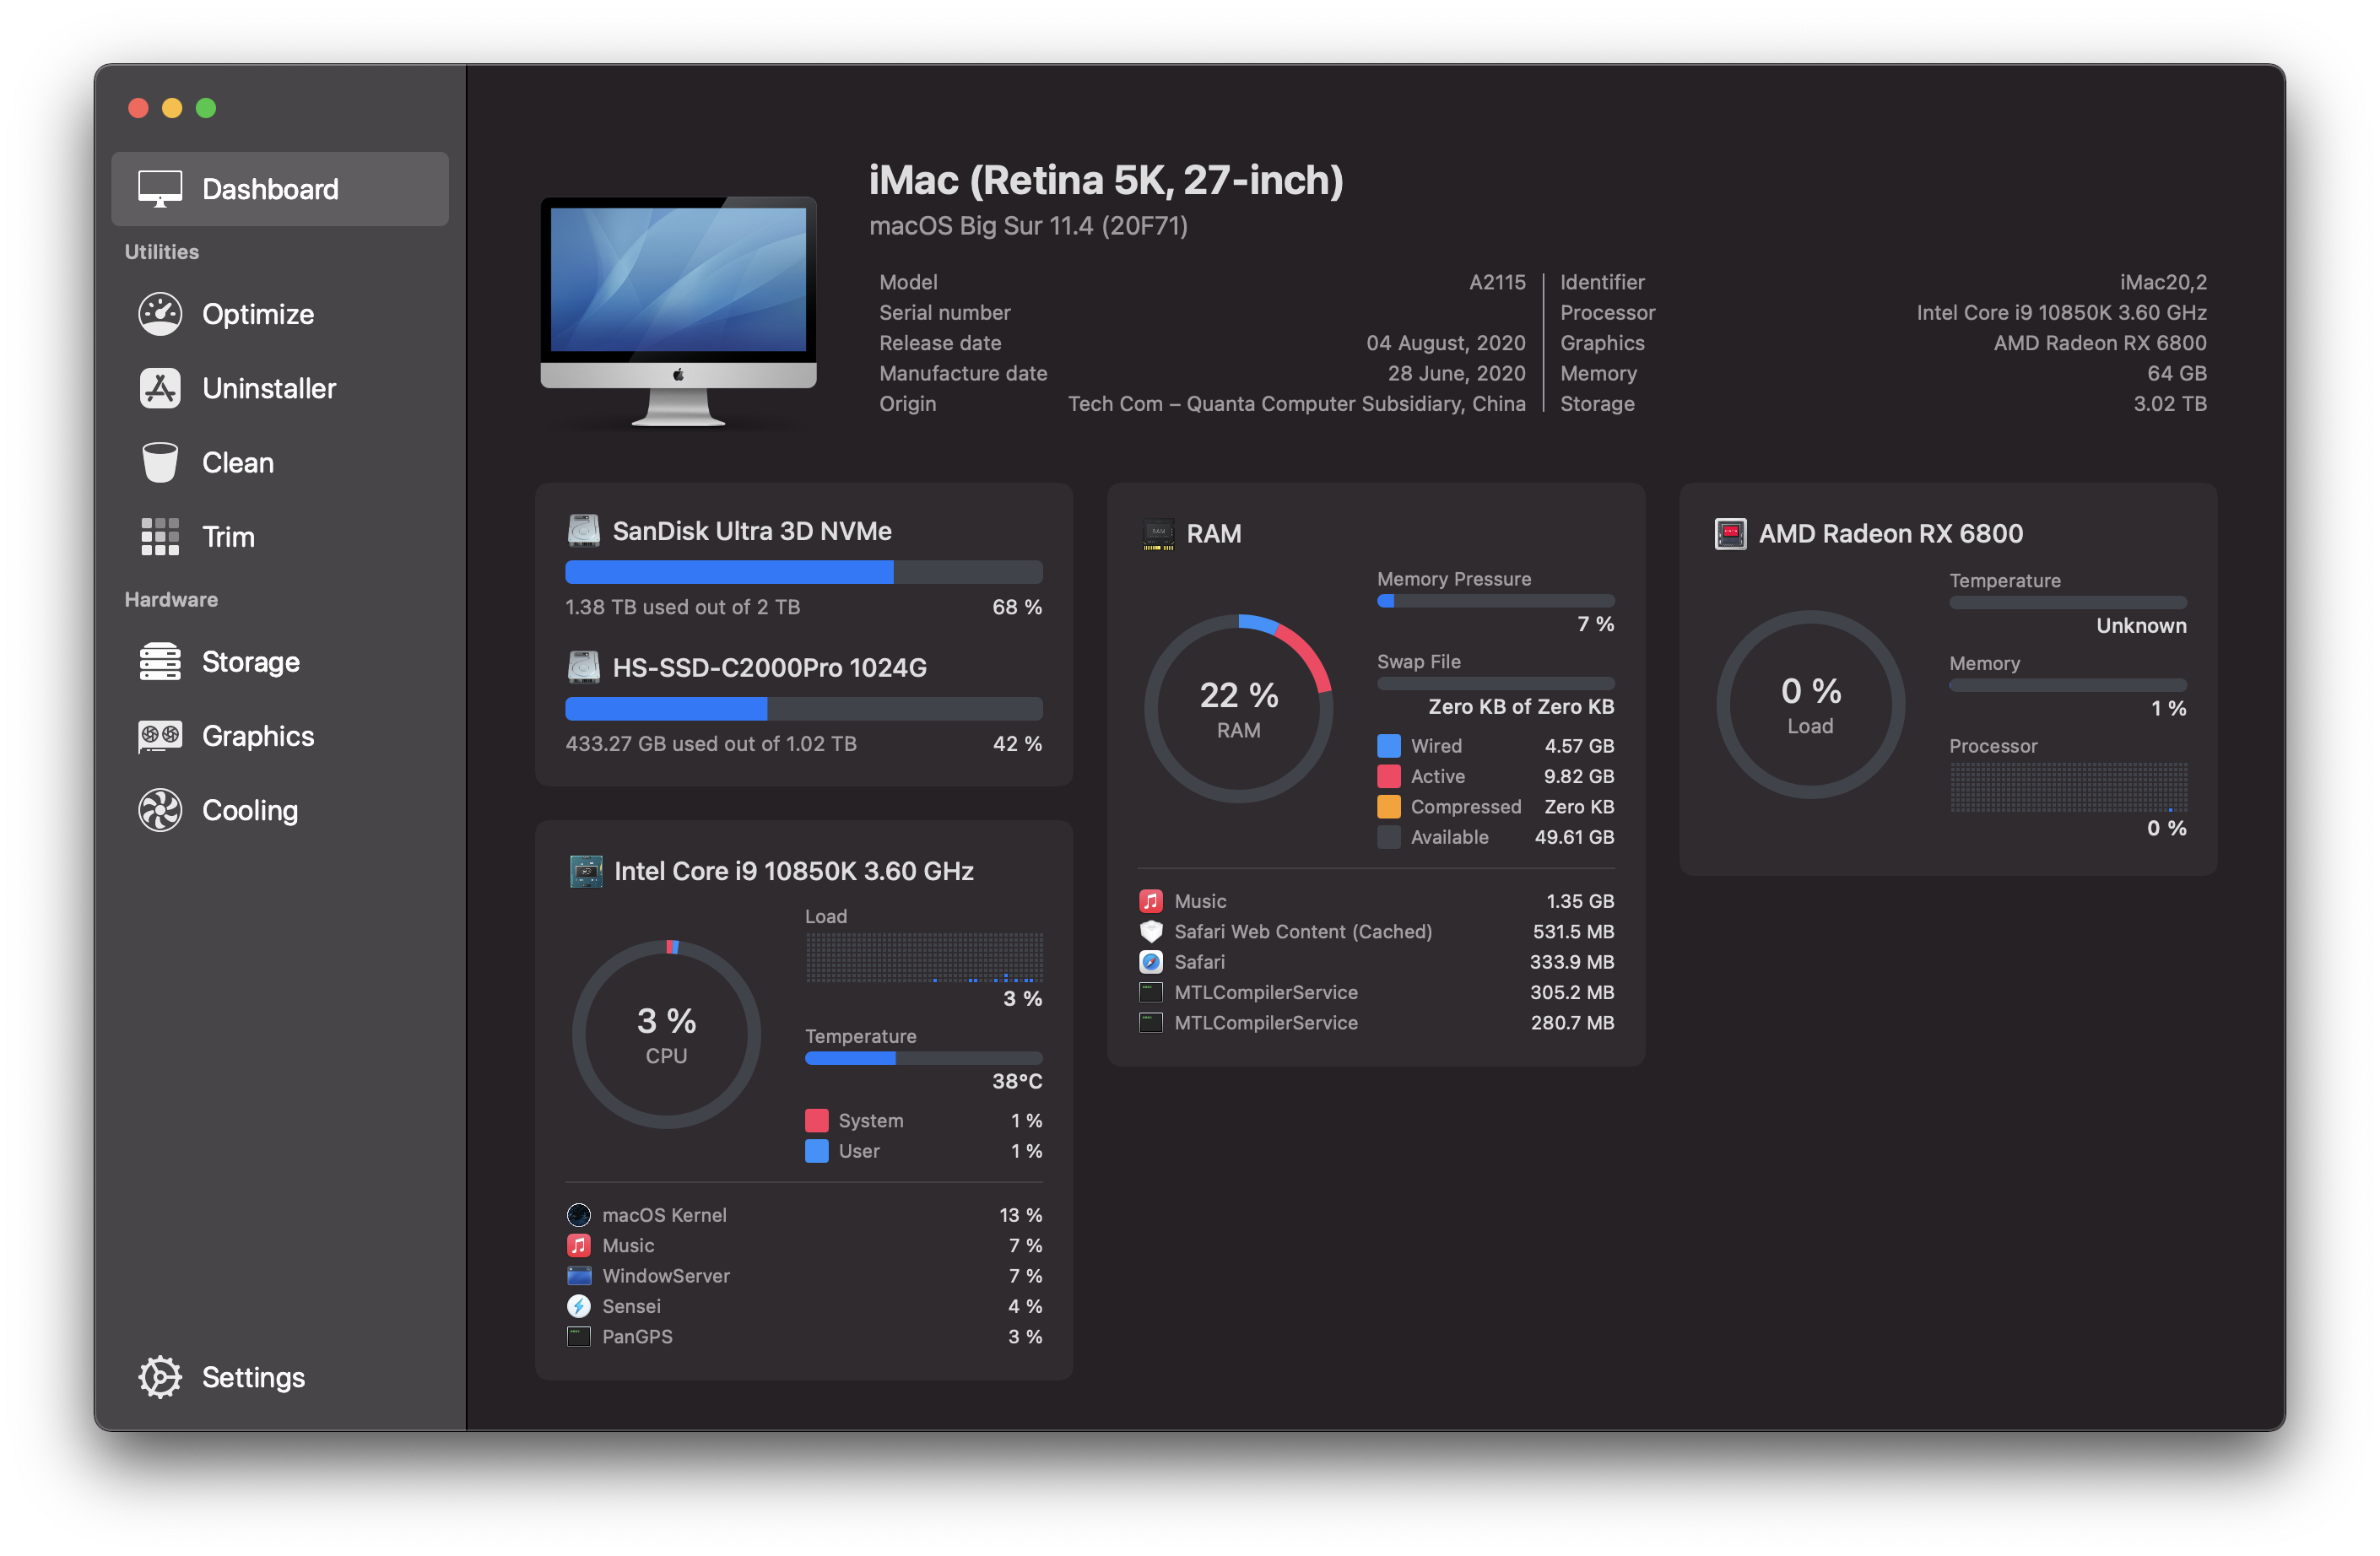 Dashboard
Utilities
Optimize
Uninstaller
Clean
Trim
Hardware
Storage
Graphics
Cooling
Settings
iMac (Retina 5K, 27-inch)
macOS Big Sur 11.4 (20F71)
Model A2115
Serial number
Release date 04 August, 2020
Manufacture date 28 June, 2020
Origin Tech Com – Quanta Computer Subsidiary, China
Identifier iMac20,2
Processor Intel Core i9 10850K 3.60 GHz
Graphics AMD Radeon RX 6800
Memory 64 GB
Storage 3.02 TB
SanDisk Ultra 3D NVMe
1.38 TB used out of 2 TB 68 %
HS-SSD-C2000Pro 1024G
433.27 GB used out of 1.02 TB 42 %
Intel Core i9 10850K 3.60 GHz
3 %
CPU
Load
3 %
Temperature
38°C
System 1 %
User 1 %
macOS Kernel 13 %
Music 7 %
WindowServer 7 %
Sensei 4 %
PanGPS 3 %
RAM
22 %
RAM
Memory Pressure
7 %
Swap File
Zero KB of Zero KB
Wired 4.57 GB
Active 9.82 GB
Compressed Zero KB
Available 49.61 GB
Music 1.35 GB
Safari Web Content (Cached) 531.5 MB
Safari 333.9 MB
MTLCompilerService 305.2 MB
MTLCompilerService 280.7 MB
AMD Radeon RX 6800
0 %
Load
Temperature
Unknown
Memory
1 %
Processor
0 %